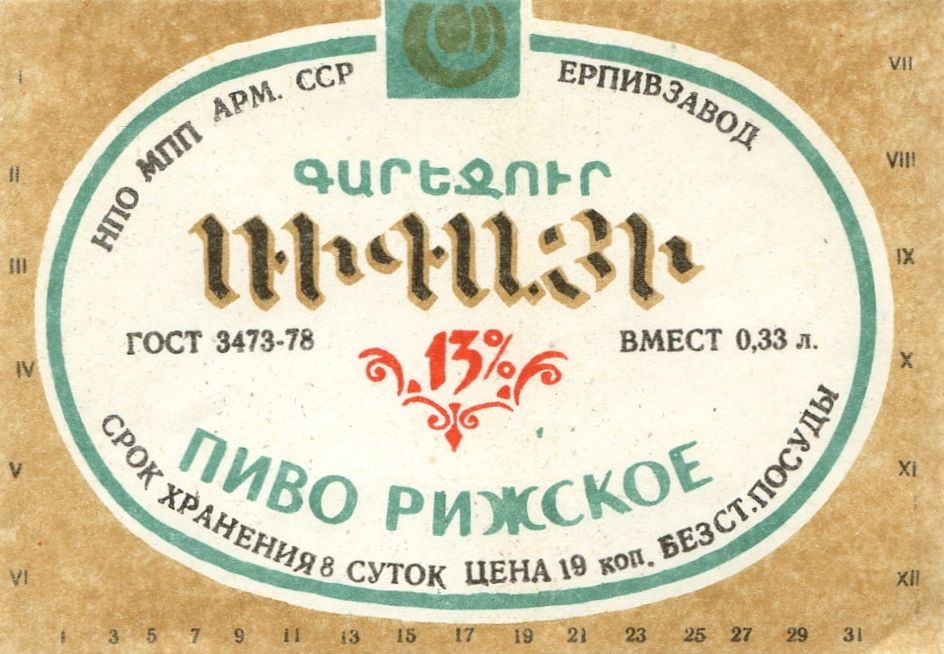 НПО МПП АРМ. ССР
ЕРПИВЗАВОД
ԳԱՐԵՋՈՒՐ
ՌԻԳԱՅԻ
ГОСТ 3473-78
ВМЕСТ 0,33 л.
13%
ПИВО РИЖСКОЕ
СРОК ХРАНЕНИЯ 8 СУТОК ЦЕНА 19 коп. БЕЗ СТ. ПОСУДЫ
I
II
III
IV
V
VI
VII
VIII
IX
X
XI
XII
1 3 5 7 9 11 13 15 17 19 21 23 25 27 29 31